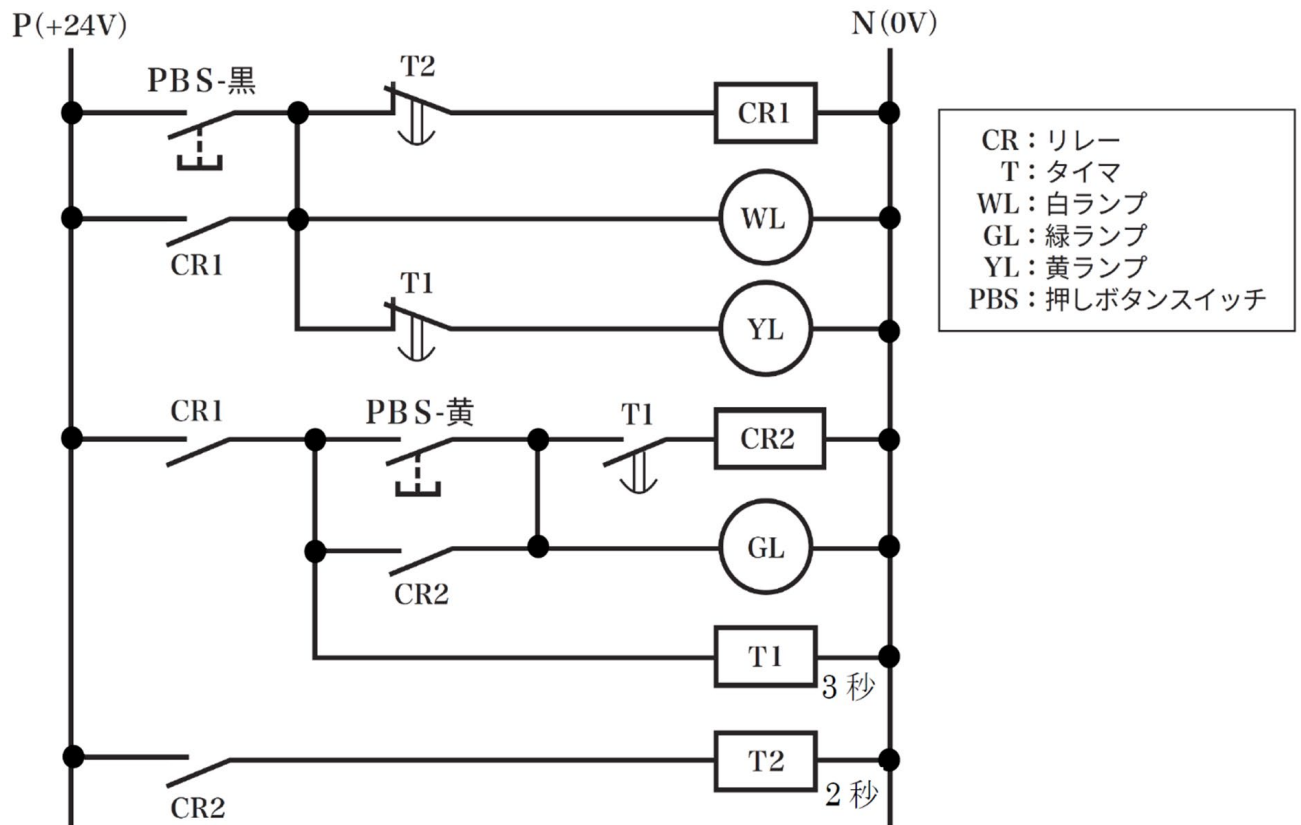 P(+24V)
N(0V)
PBS-黒
T2
CR1
CR1
WL
T1
YL
CR1
PBS-黄
T1
CR2
CR2
GL
T1
3秒
CR2
T2
2秒
CR：リレー
T：タイマ
WL：白ランプ
GL：緑ランプ
YL：黄ランプ
PBS：押しボタンスイッチ